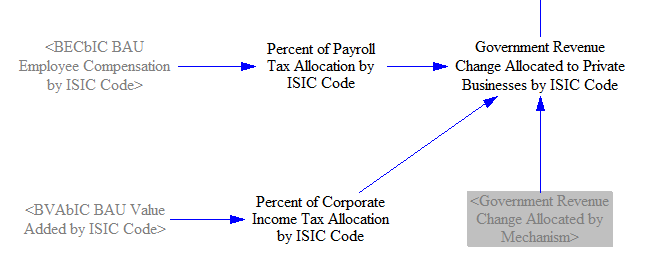 <BECbIC BAU
Employee Compensation
by ISIC Code>
Percent of Payroll
Tax Allocation by
ISIC Code
Government Revenue
Change Allocated to Private
Businesses by ISIC Code
<BVAbIC BAU Value
Added by ISIC Code>
Percent of Corporate
Income Tax Allocation
by ISIC Code
<Government Revenue
Change Allocated by
Mechanism>